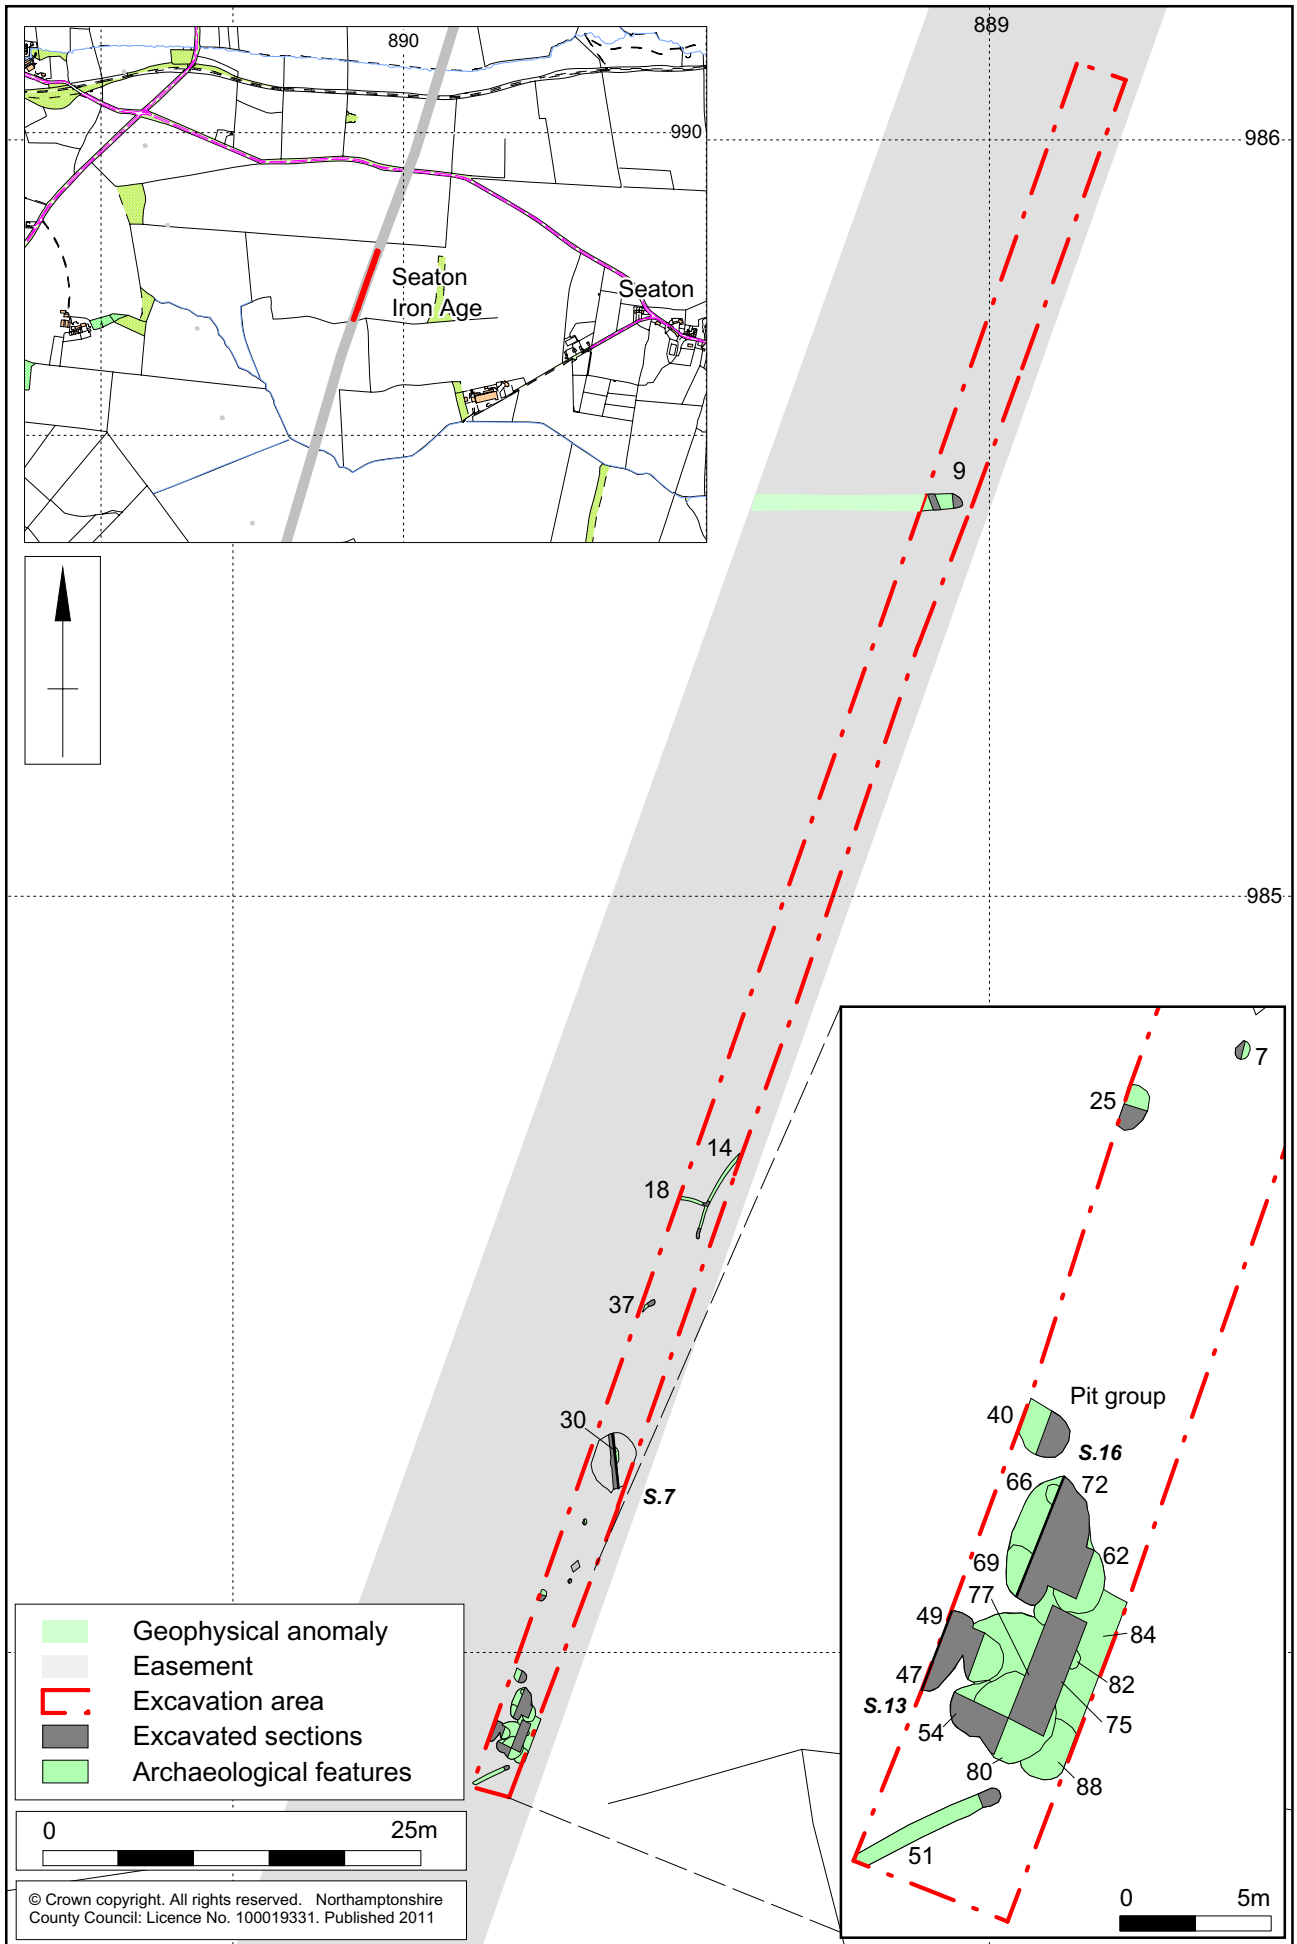 890
990
Seaton
Iron Age
Seaton
889
986
9
985
14
18
37
30
S.7
7
25
Pit group
40
S.16
66
72
69
62
77
49
84
47
82
S.13
75
54
80
88
51
0 5m
Geophysical anomaly
Easement
Excavation area
Excavated sections
Archaeological features
0 25m
© Crown copyright. All rights reserved. Northamptonshire
County Council: Licence No. 100019331. Published 2011